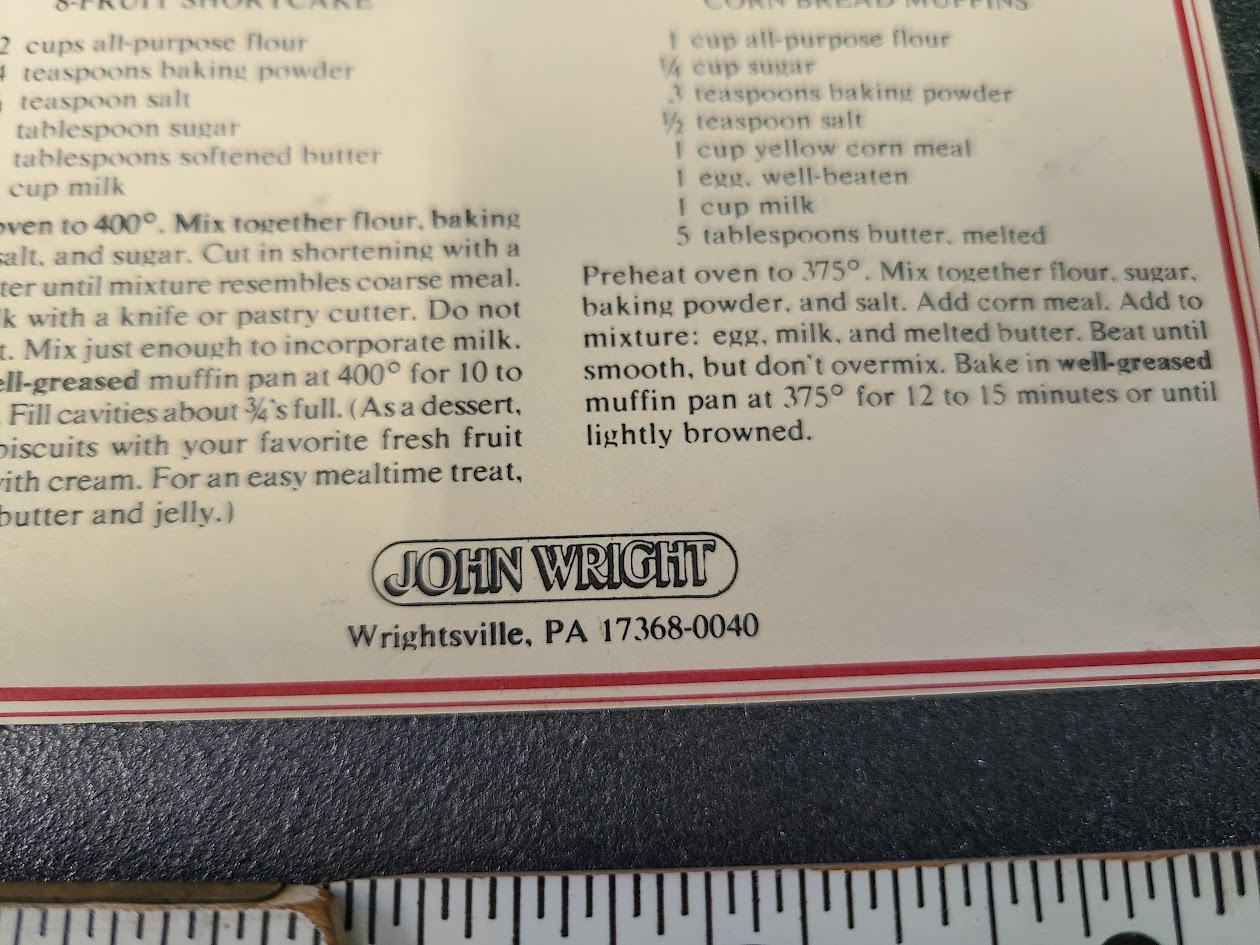 8-FRUIT SHORTCAKE
2 cups all-purpose flour
4 teaspoons baking powder
teaspoon salt
tablespoon sugar
tablespoons softened butter
cup milk
oven to 400°. Mix together flour, baking
salt, and sugar. Cut in shortening with a
ter until mixture resembles coarse meal.
k with a knife or pastry cutter. Do not
t. Mix just enough to incorporate milk.
ell-greased muffin pan at 400° for 10 to
. Fill cavities about ¾'s full. (As a dessert,
biscuits with your favorite fresh fruit
with cream. For an easy mealtime treat,
butter and jelly.)
CORN BREAD MUFFINS
1 cup all-purpose flour
¼ cup sugar
3 teaspoons baking powder
½ teaspoon salt
1 cup yellow corn meal
1 egg, well-beaten
1 cup milk
5 tablespoons butter, melted
Preheat oven to 375°. Mix together flour, sugar,
baking powder, and salt. Add corn meal. Add to
mixture: egg, milk, and melted butter. Beat until
smooth, but don't overmix. Bake in well-greased
muffin pan at 375° for 12 to 15 minutes or until
lightly browned.
JOHN WRIGHT
Wrightsville, PA 17368-0040